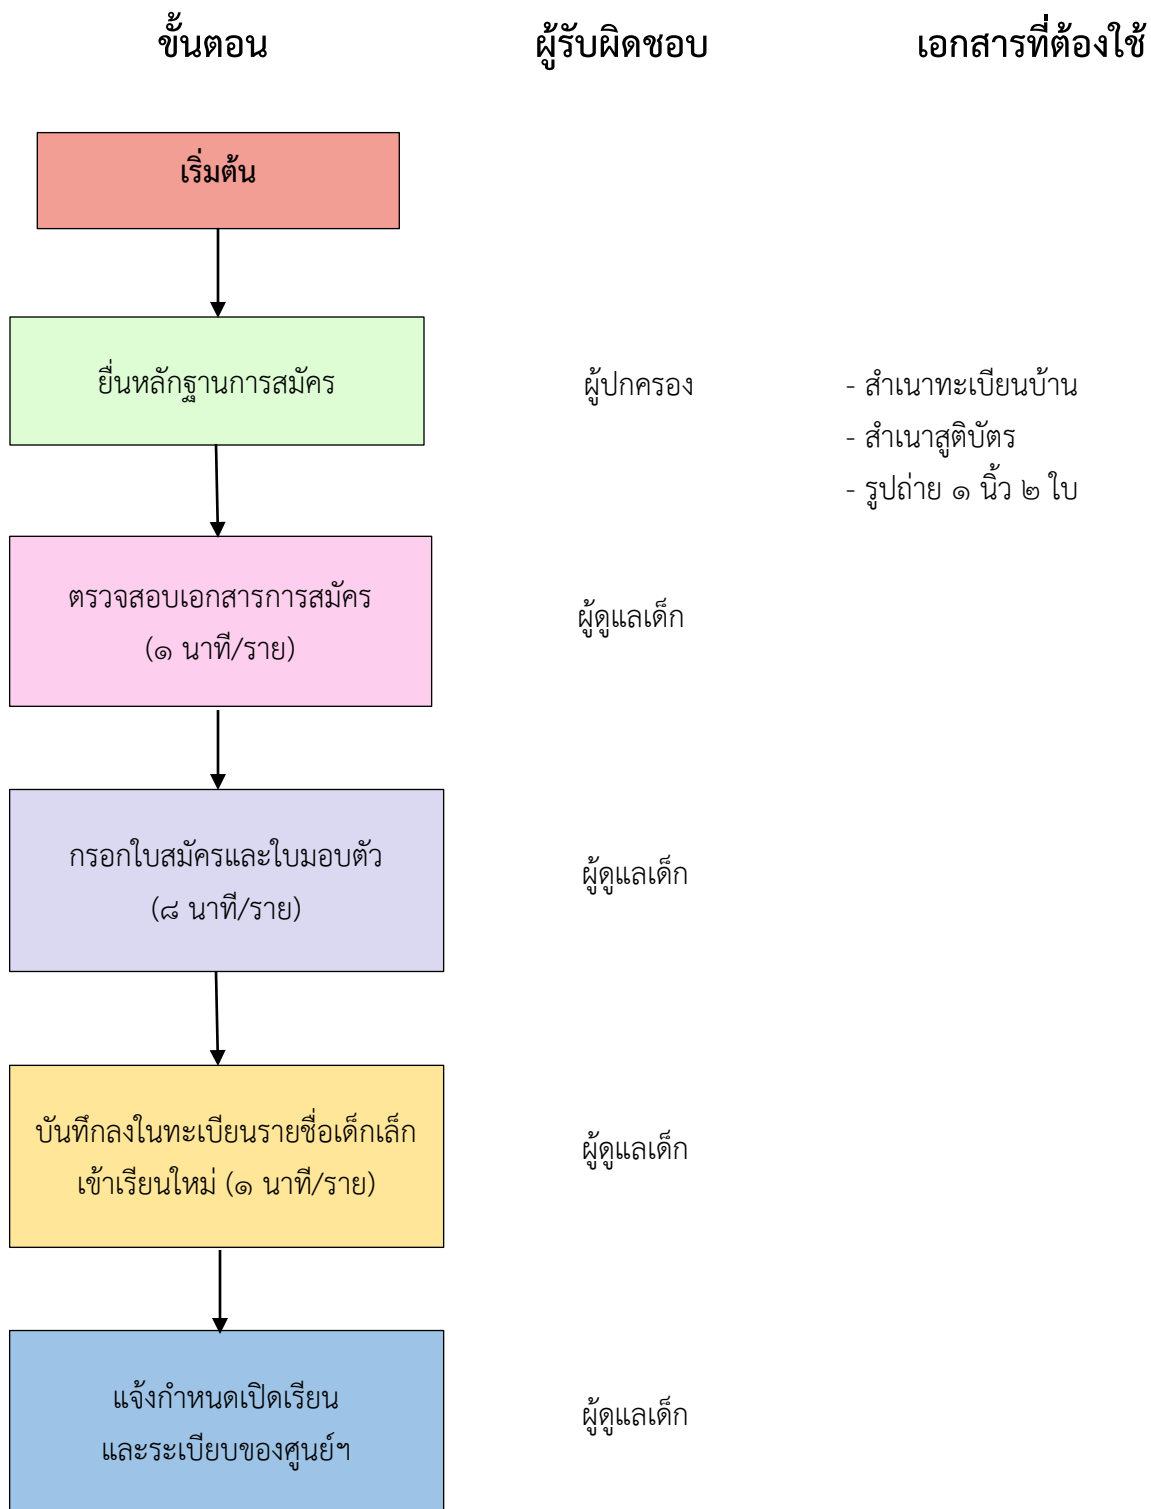 ขั้นตอน ผู้รับผิดชอบ เอกสารที่ต้องใช้
เริ่มต้น
ยื่นหลักฐานการสมัคร ผู้ปกครอง - สำเนาทะเบียนบ้าน
- สำเนาสูติบัตร
- รูปถ่าย ๑ นิ้ว ๒ ใบ
ตรวจสอบเอกสารการสมัคร
(๑ นาที/ราย)
ผู้ดูแลเด็ก
กรอกใบสมัครและใบมอบตัว
(๘ นาที/ราย)
ผู้ดูแลเด็ก
บันทึกลงในทะเบียนรายชื่อเด็กเล็ก
เข้าเรียนใหม่ (๑ นาที/ราย)
ผู้ดูแลเด็ก
แจ้งกำหนดเปิดเรียน
และระเบียบของศูนย์ฯ
ผู้ดูแลเด็ก